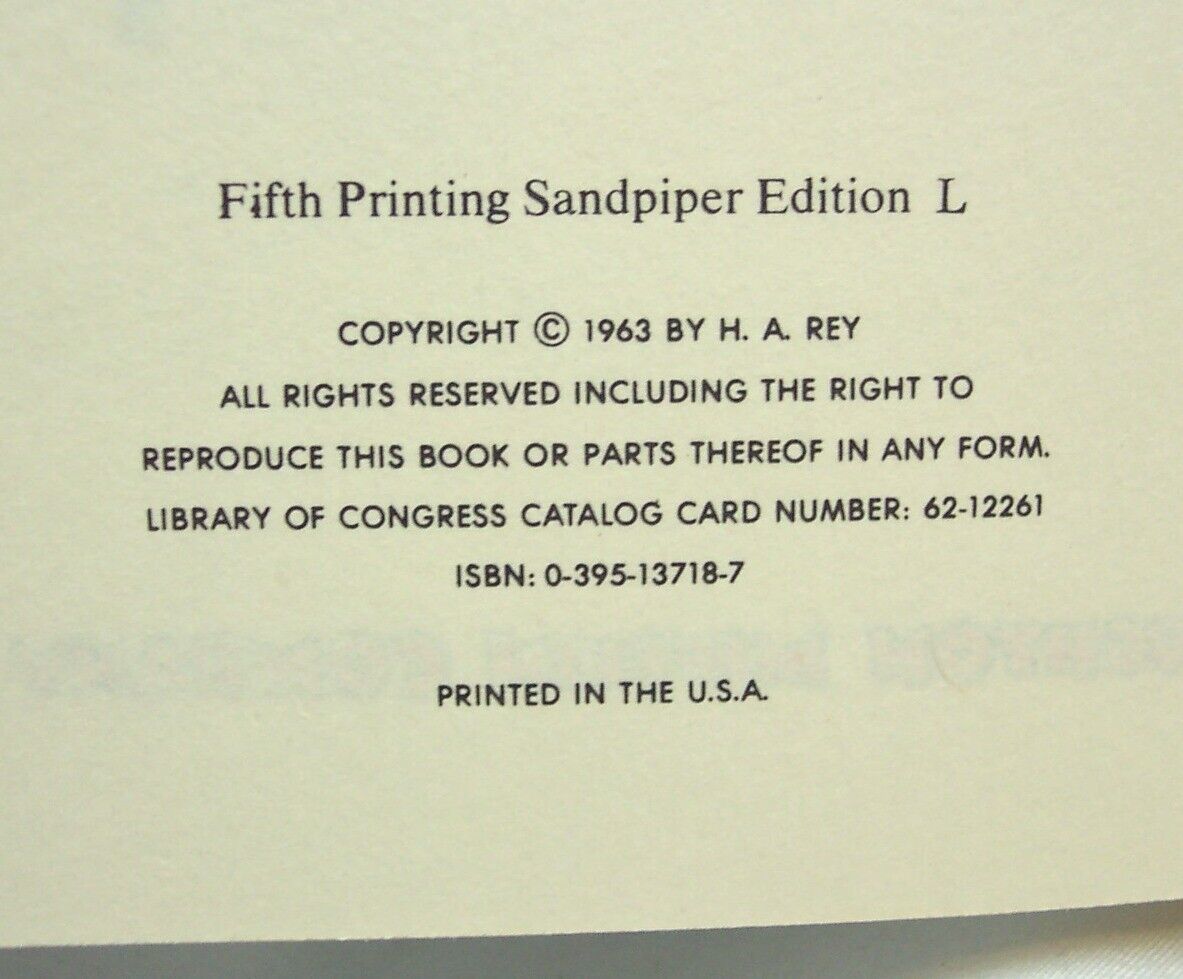 Fifth Printing Sandpiper Edition L
COPYRIGHT © 1963 BY H. A. REY
ALL RIGHTS RESERVED INCLUDING THE RIGHT TO
REPRODUCE THIS BOOK OR PARTS THEREOF IN ANY FORM.
LIBRARY OF CONGRESS CATALOG CARD NUMBER: 62-12261
ISBN: 0-395-13718-7
PRINTED IN THE U.S.A.